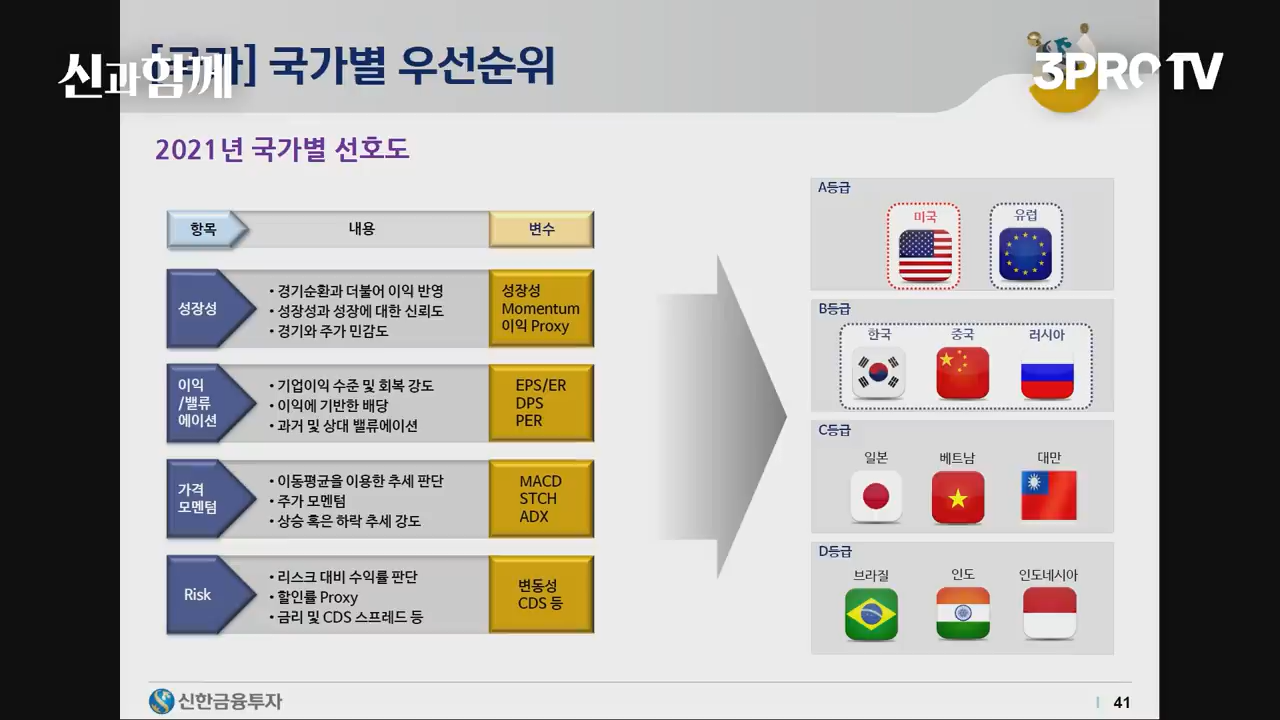 신과함께
국가별 우선순위
3PROTV
2021년 국가별 선호도
항목
내용
변수
성장성
• 경기순환과 더불어 이익 반영
• 성장성과 성장에 대한 신뢰도
• 경기와 주가 민감도
성장성
Momentum
이익 Proxy
이익
/밸류
에이션
• 기업이익 수준 및 회복 강도
• 이익에 기반한 배당
• 과거 및 상대 밸류에이션
EPS/ER
DPS
PER
가격
모멘텀
• 이동평균을 이용한 추세 판단
• 주가 모멘텀
• 상승 혹은 하락 추세 강도
MACD
STCH
ADX
Risk
• 리스크 대비 수익률 판단
• 할인률 Proxy
• 금리 및 CDS 스프레드 등
변동성
CDS 등
A등급
미국
유럽
B등급
한국
중국
러시아
C등급
일본
베트남
대만
D등급
브라질
인도
인도네시아
신한금융투자
41